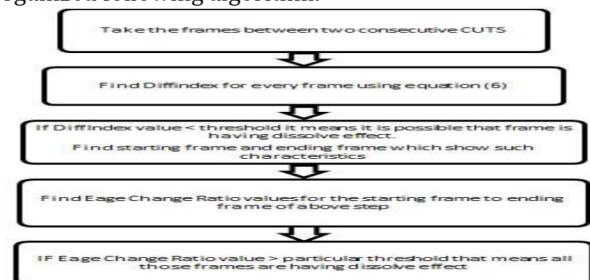 following algorithm:
Take the frames between two consecutive CUTS
Find Diffindex for every frame using equation (6)
If Diffindex value < threshold it means it is possible that frame is
having dissolve effect.
Find starting frame and ending frame which show such
characteristics
Find Eage Change Ratio values for the starting frame to ending
frame of above step
IF Eage Change Ratio value > particular threshold that means all
those frames are having dissolve effect